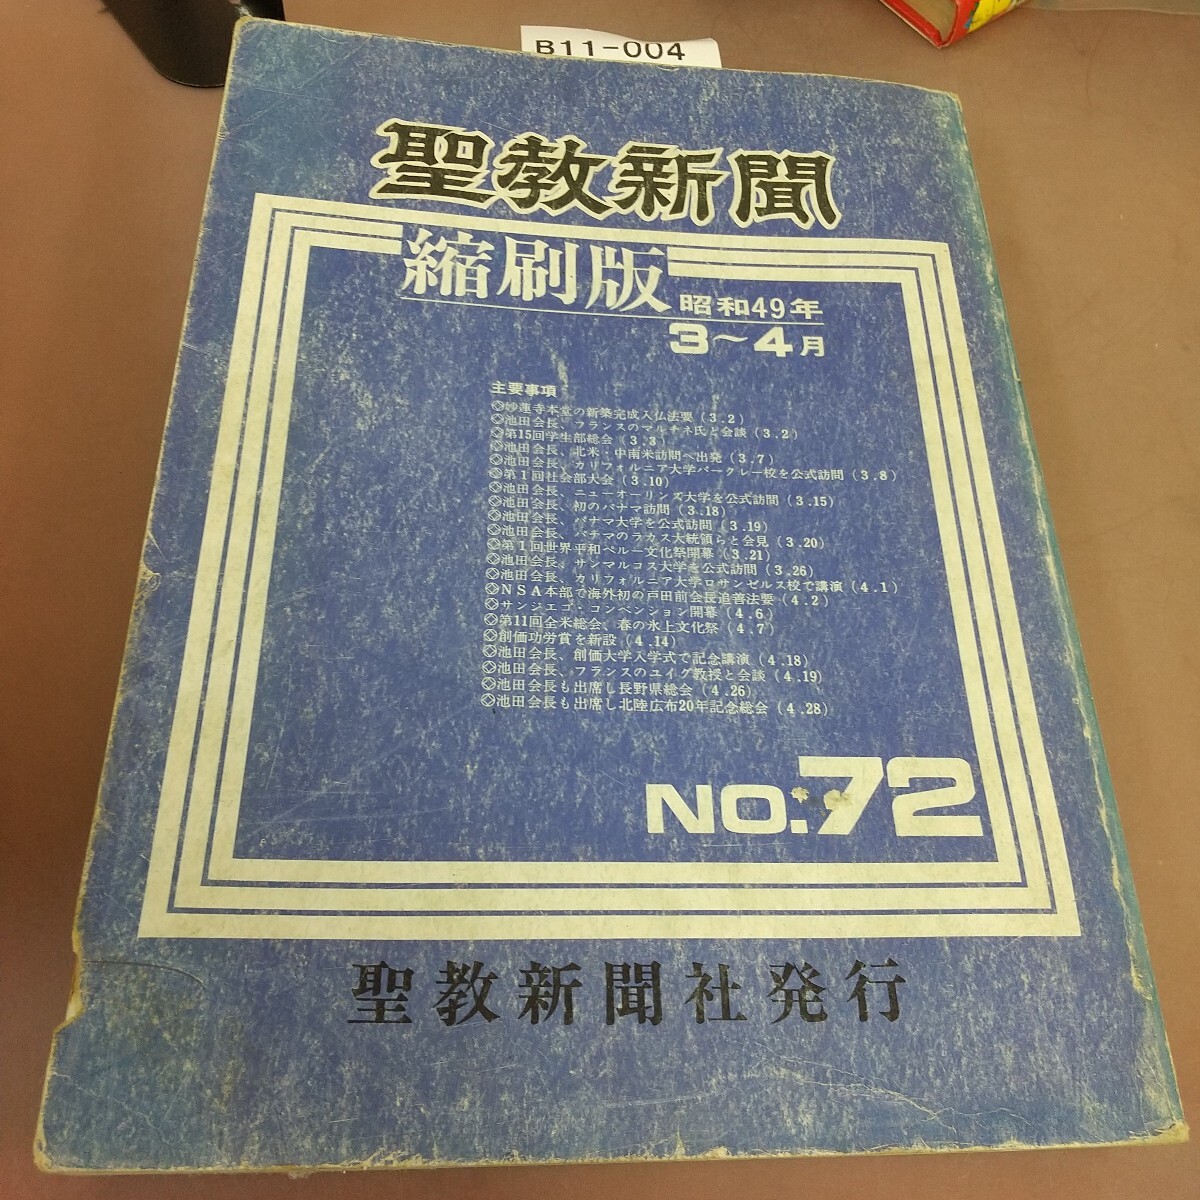 B11-004
聖教新聞
縮刷版
昭和49年
3〜4月
主要事項
◇妙蓮寺本堂の新築完成入仏法要（3.2）
◇池田会長、フランスのマルチネ氏と会談（3.2）
◇第15回学生部総会（3.3）
◇池田会長、北米・中南米訪問へ出発（3.7）
◇池田会長、カリフォルニア大学バークレー校を公式訪問（3.8）
◇第1回社会部大会（3.10）
◇池田会長、ニューオーリンズ大学を公式訪問（3.15）
◇池田会長、初のパナマ訪問（3.18）
◇池田会長、パナマ大学を公式訪問（3.19）
◇池田会長、パナマのラカス大統領らと会見（3.20）
◇第1回世界平和ペルー文化祭開幕（3.21）
◇池田会長、サンマルコス大学を公式訪問（3.26）
◇池田会長、カリフォルニア大学ロサンゼルス校で講演（4.1）
◇NSA本部で海外初の戸田前会長追善法要（4.2）
◇サンジエゴ・コンベンション開幕（4.6）
◇第11回全米総会、春の氷上文化祭（4.7）
◇創価功労賞を新設（4.14）
◇池田会長、創価大学入学式で記念講演（4.18）
◇池田会長、フランスのユイグ教授と会談（4.19）
◇池田会長も出席し長野県総会（4.26）
◇池田会長も出席し北陸広布20年記念総会（4.28）
NO.72
聖教新聞社発行